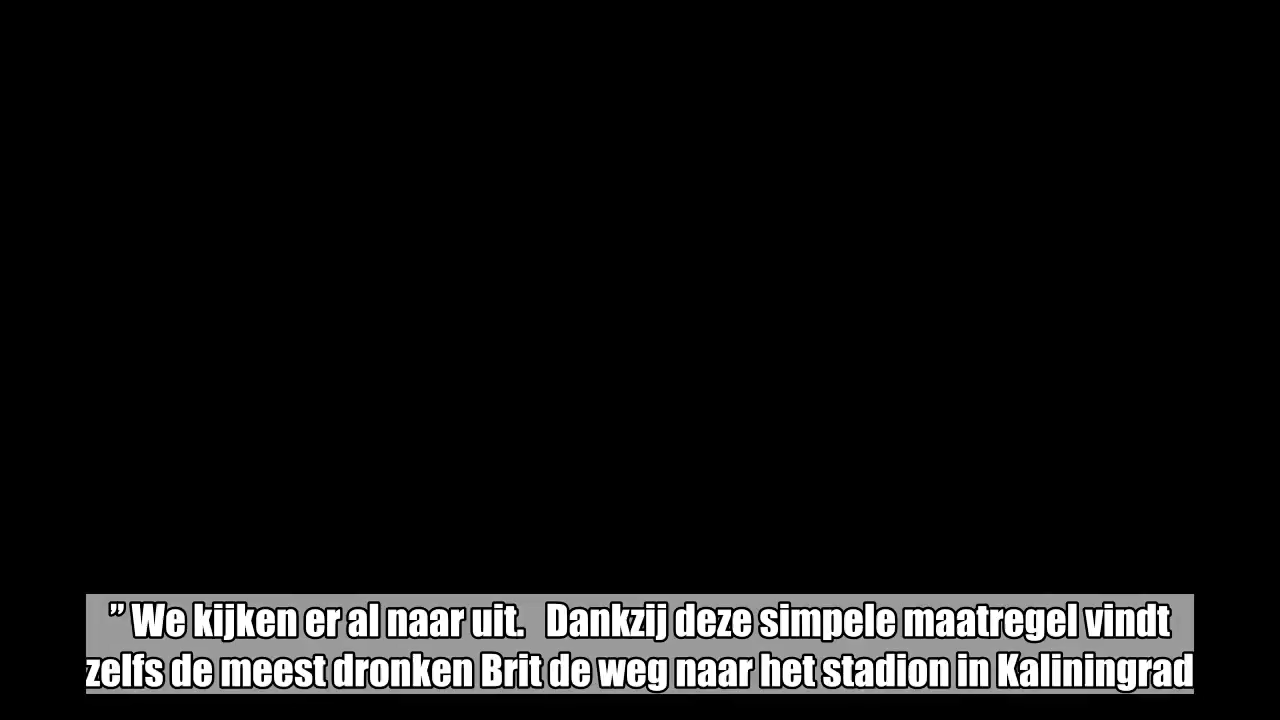 ” We kijken er al naar uit. Dankzij deze simpele maatregel vindt
zelfs de meest dronken Brit de weg naar het stadion in Kaliningrad